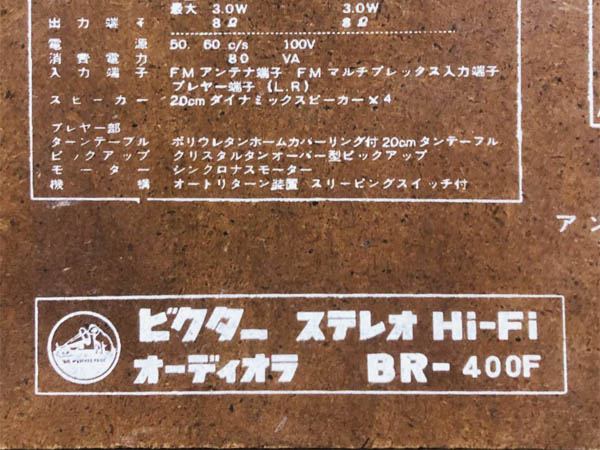 最大 3.0W 3.0W
出力端子 8Ω 8Ω
電源 50. 60 c/s 100V
消費電力 80 VA
入力端子 FMアンテナ端子 FMマルチプレックス入力端子
プレヤー端子 (L.R)
スピーカー 20cmダイナミックスピーカー×4
プレヤー部
ターンテーブル ポリウレタンホームカバーリング付20cmタンテーブル
ピックアップ クリスタルタンオーバー型ピックアップ
モーター シンクロナスモーター
機構 オートリターン装置 スリーピングスイッチ付
アン
ビクター ステレオ Hi-Fi
オーディオラ BR-400F